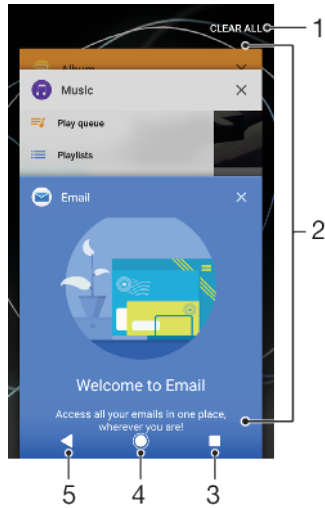 CLEAR ALL
1
Album
Music
Play queue
Playlists
2
Email
Welcome to Email
Access all your emails in one place,
wherever you are!
5
4
3